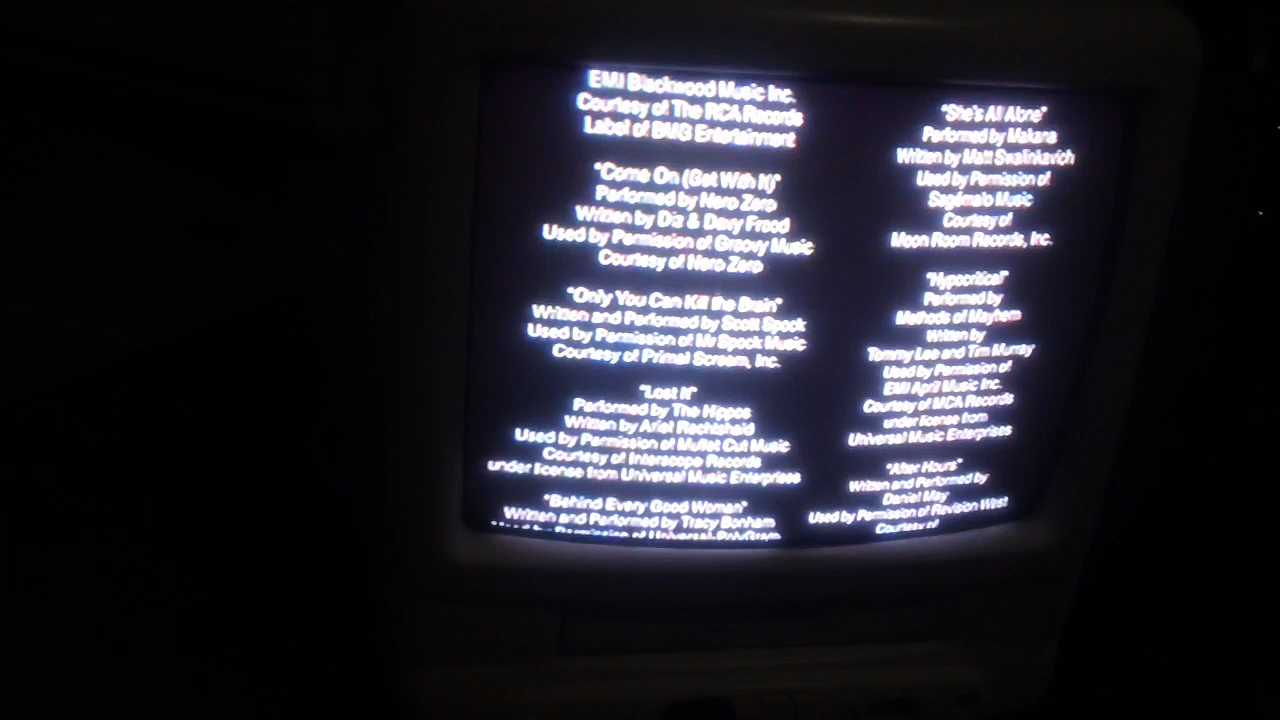 EMI Blackwood Music Inc.
Courtesy of The RCA Records
Label of BMG Entertainment
"Come On (Get With It)"
Performed by Nero Zero
Written by Diz & Davy Frood
Used by Permission of Groovy Music
Courtesy of Nero Zero
"Only You Can Kill the Brain"
Written and Performed by Scott Spock
Used by Permission of Mr Spock Music
Courtesy of Primal Scream, Inc.
"Lost It"
Performed by The Hippos
Written by Ariel Rechtshaid
Used by Permission of Mullet Cut Music
Courtesy of Interscope Records
under license from Universal Music Enterprises
"Behind Every Good Woman"
Written and Performed by Tracy Bonham
Used by Permission of Universal-PolyGram
"She's All Alone"
Performed by Makana
Written by Matt
Used by Permission of
Music
Courtesy of
Moon Room Records, Inc.
"Hypocritical"
Performed by
Methods of Mayhem
Written by
Tommy Lee and Tim Murray
Used by Permission of
EMI April Music Inc.
Courtesy of MCA Records
under license from
Universal Music Enterprises
"After Hours"
Written and Performed by
Daniel May
Used by Permission of Revision West
Courtesy of